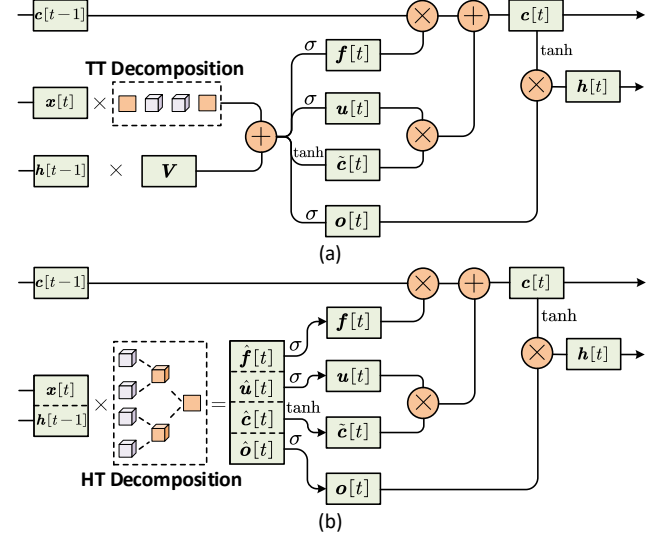 c[t−1] × + c[t]
σ f[t] tanh
TT Decomposition
x[t] × σ u[t] × h[t]
+ ×
h[t−1] × V tanh c̃[t]
σ o[t]
(a)
c[t−1] × + c[t]
f[t] tanh
f̂[t] σ × h[t]
x[t] × = û[t] σ u[t]
h[t−1] ĉ[t] tanh c̃[t] ×
ô[t] σ
HT Decomposition o[t]
(b)